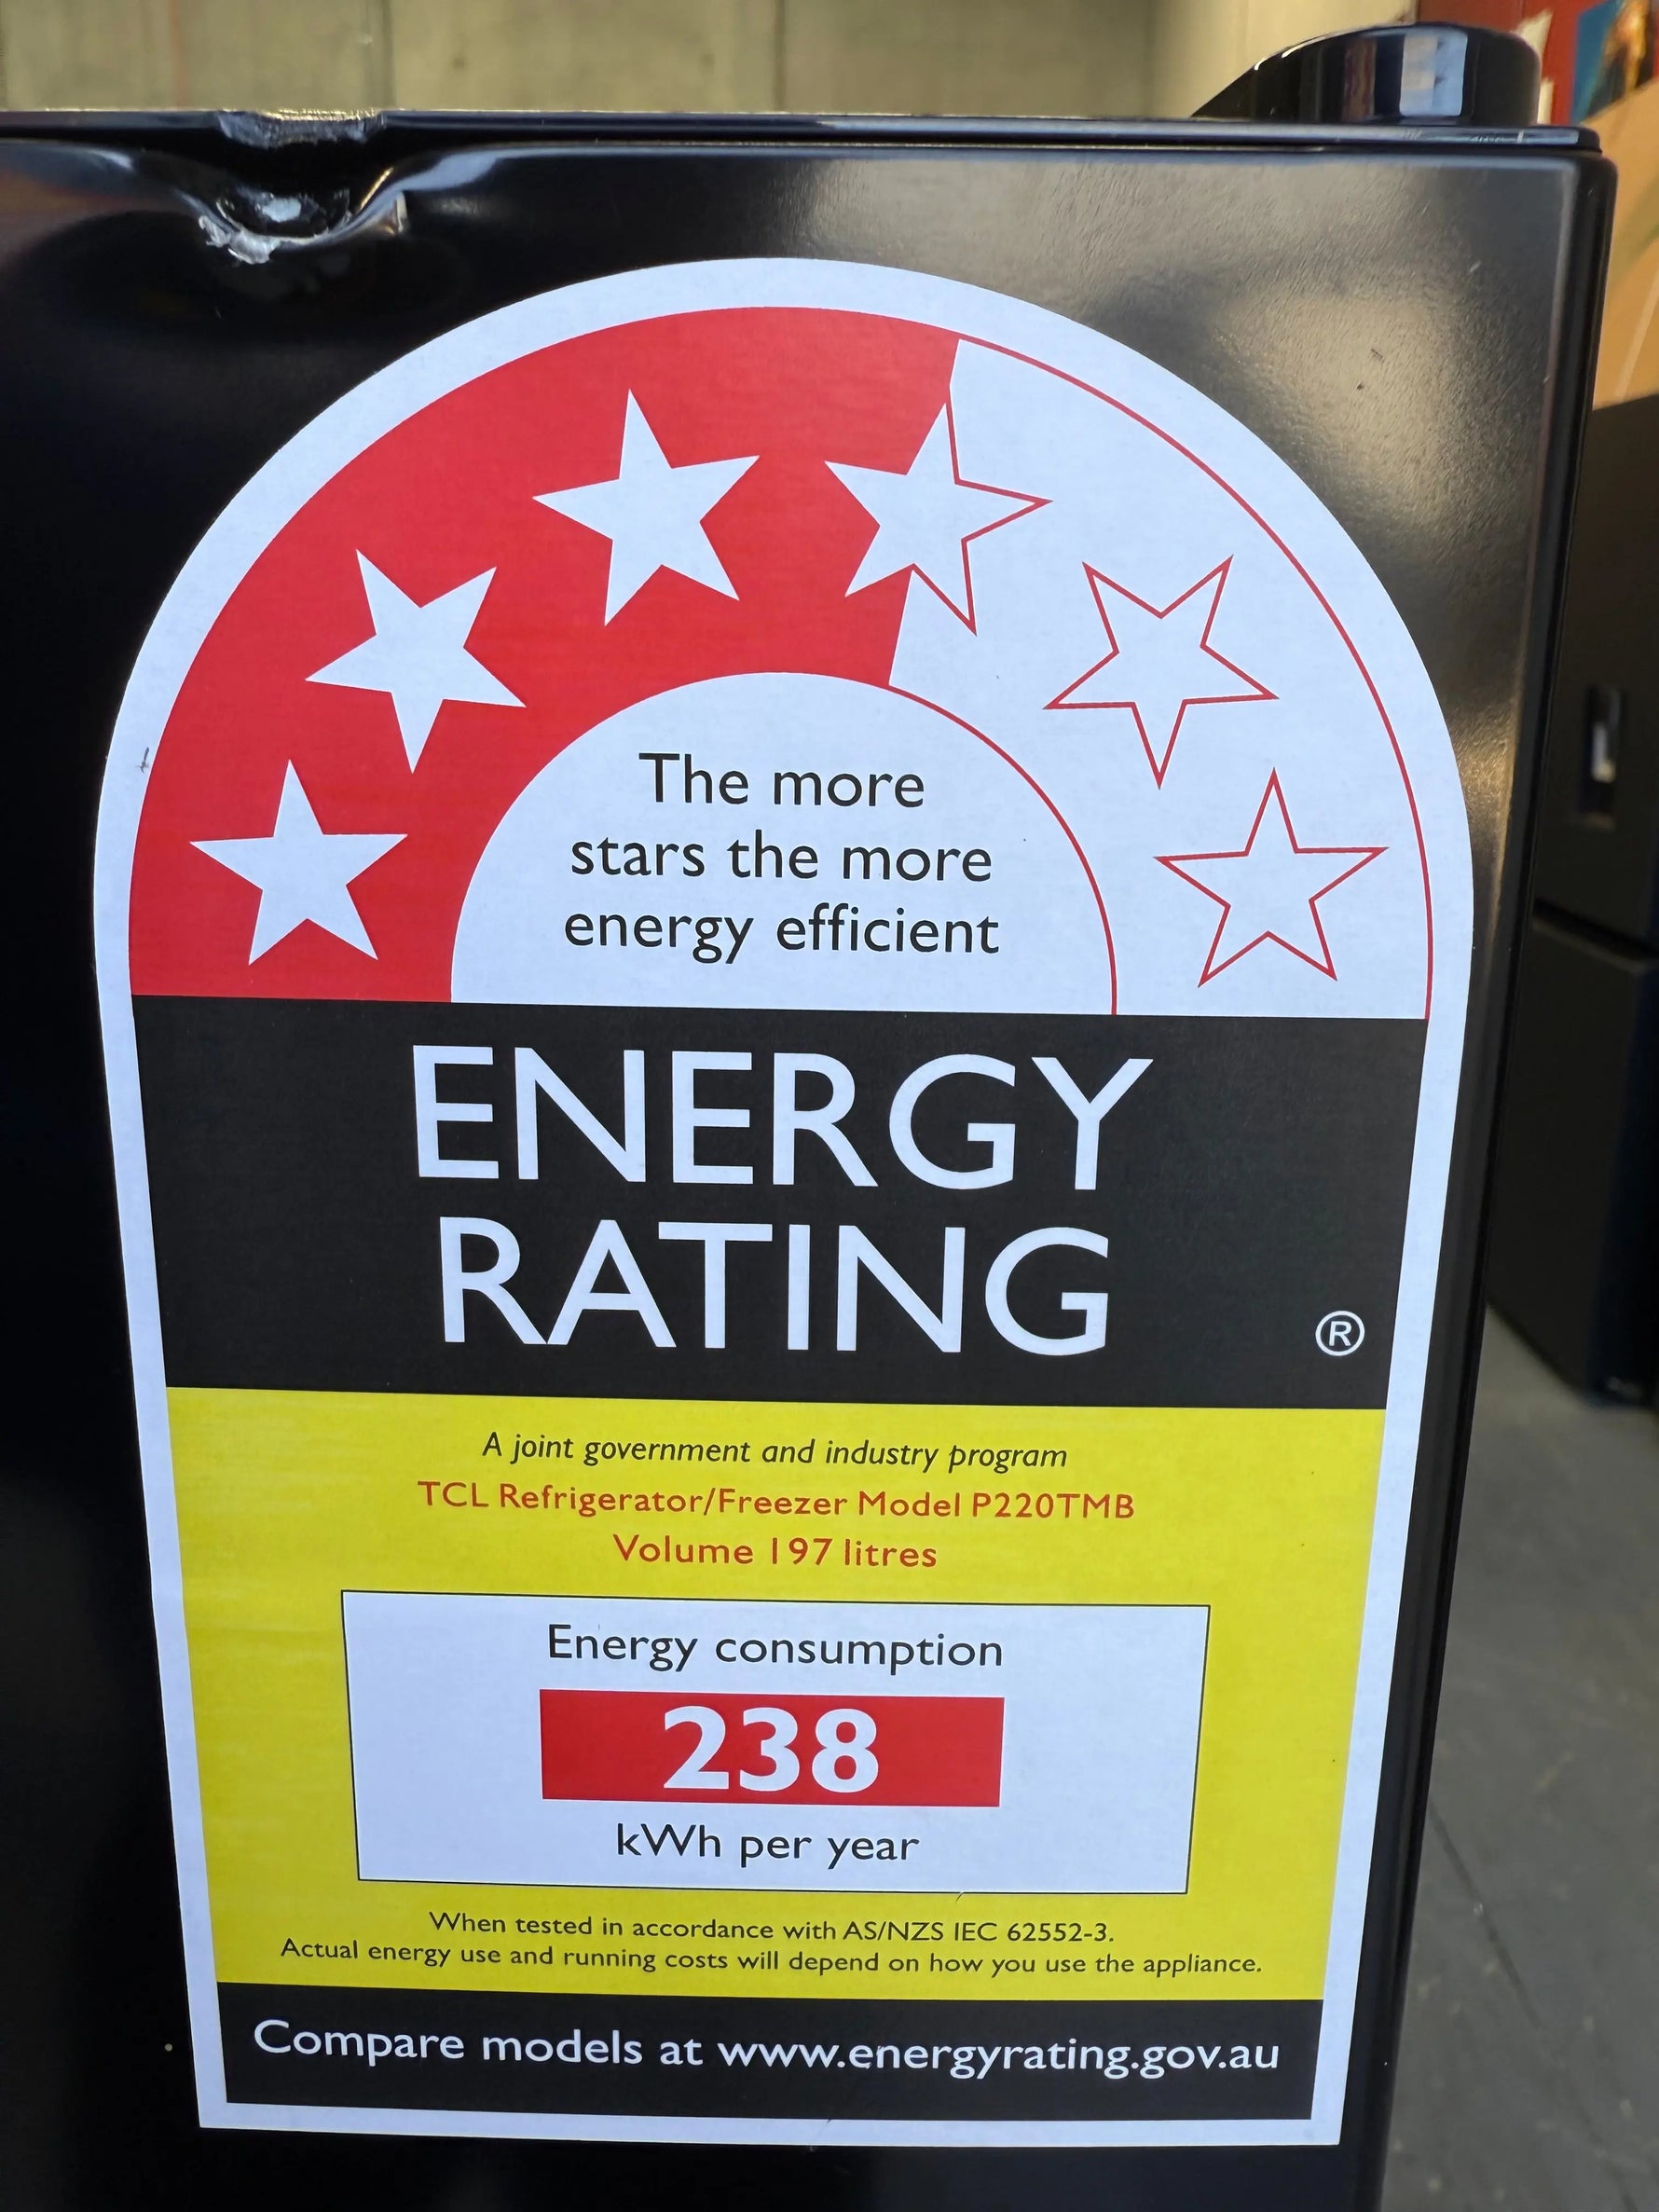 The more
stars the more
energy efficient
ENERGY
RATING
®
A joint government and industry program
TCL Refrigerator/Freezer Model P220TMB
Volume 197 litres
Energy consumption
238
kWh per year
When tested in accordance with AS/NZS IEC 62552-3.
Actual energy use and running costs will depend on how you use the appliance.
Compare models at www.energyrating.gov.au